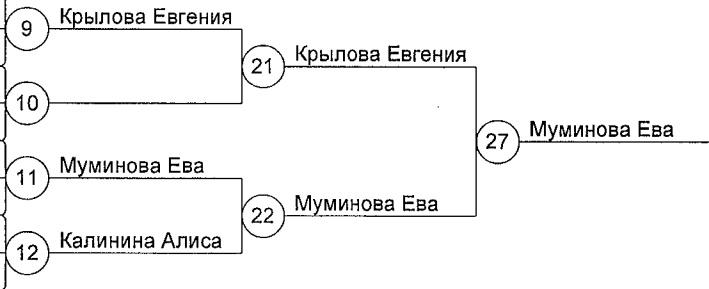 9 Крылова Евгения
21 Крылова Евгения
10
27 Муминова Ева
11 Муминова Ева
22 Муминова Ева
12 Калинина Алиса